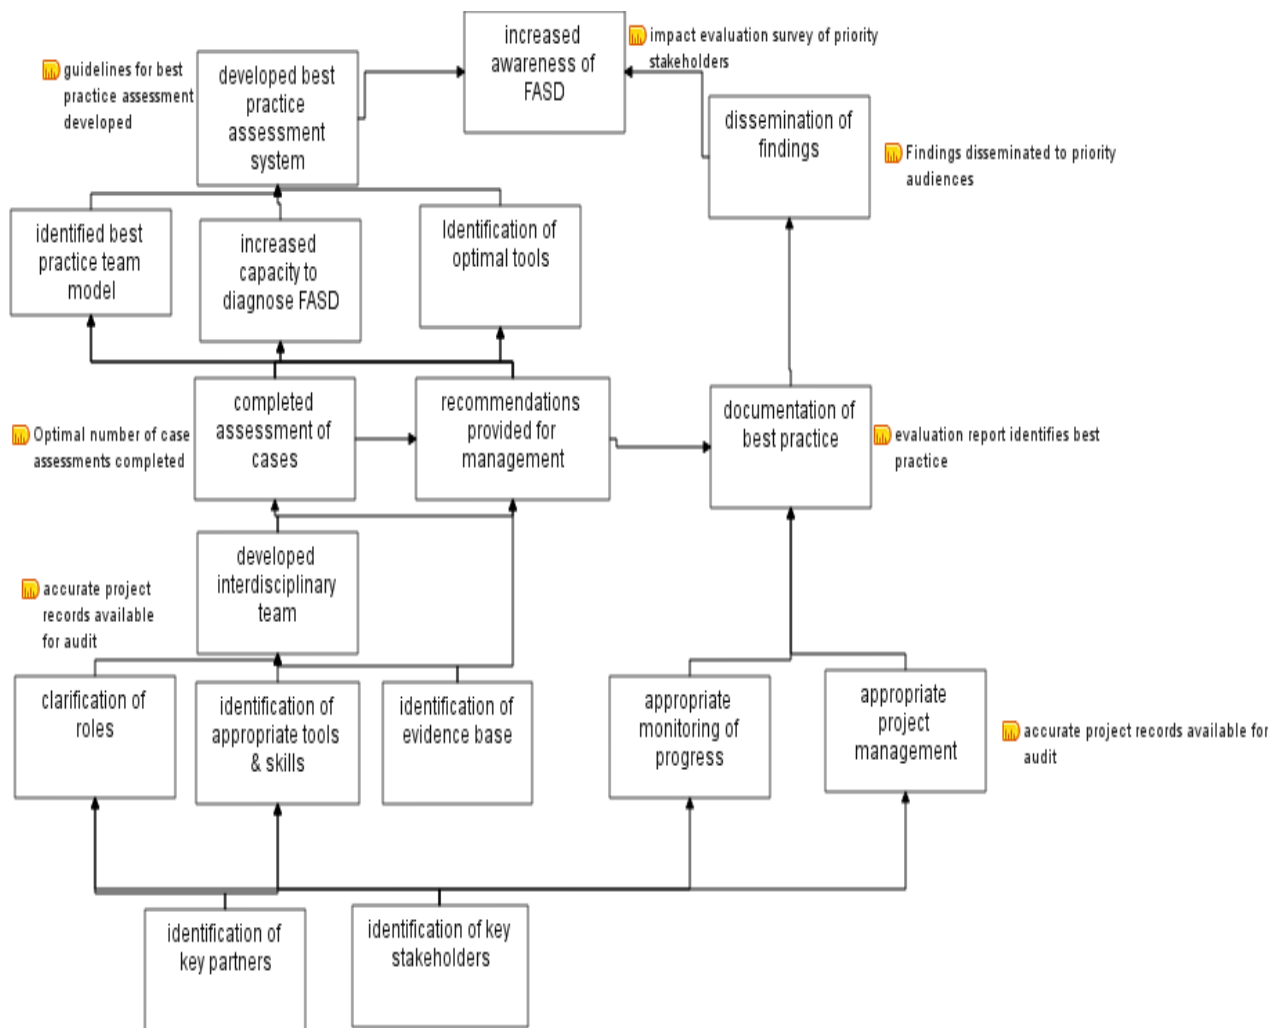 increased
awareness of
FASD
impact evaluation survey of priority
stakeholders
guidelines for best
practice assessment
developed
developed best
practice
assessment
system
dissemination of
findings
Findings disseminated to priority
audiences
identified best
practice team
model
increased
capacity to
diagnose FASD
Identification of
optimal tools
Optimal number of case
assessments completed
completed
assessment of
cases
recommendations
provided for
management
documentation of
best practice
evaluation report identifies best
practice
developed
interdisciplinary
team
accurate project
records available
for audit
clarification of
roles
identification of
appropriate tools
& skills
identification of
evidence base
appropriate
monitoring of
progress
appropriate
project
management
accurate project records available for
audit
identification of
key partners
identification of key
stakeholders